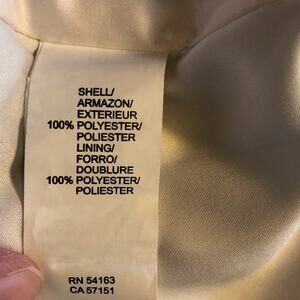 SHELL/
ARMAZON/
EXTERIEUR
100% POLYESTER/
POLIESTER
LINING/
FORRO/
DOUBLURE
100% POLYESTER/
POLIESTER
RN 54163
CA 57151